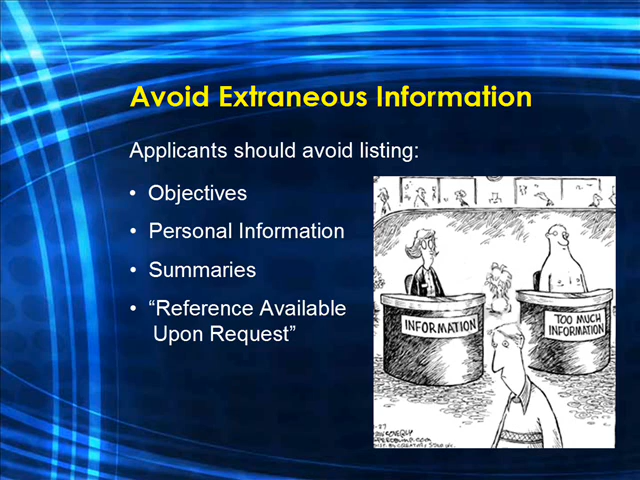 Avoid Extraneous Information
Applicants should avoid listing:
• Objectives
• Personal Information
• Summaries
• “Reference Available
Upon Request”
INFORMATION
TOO MUCH
INFORMATION